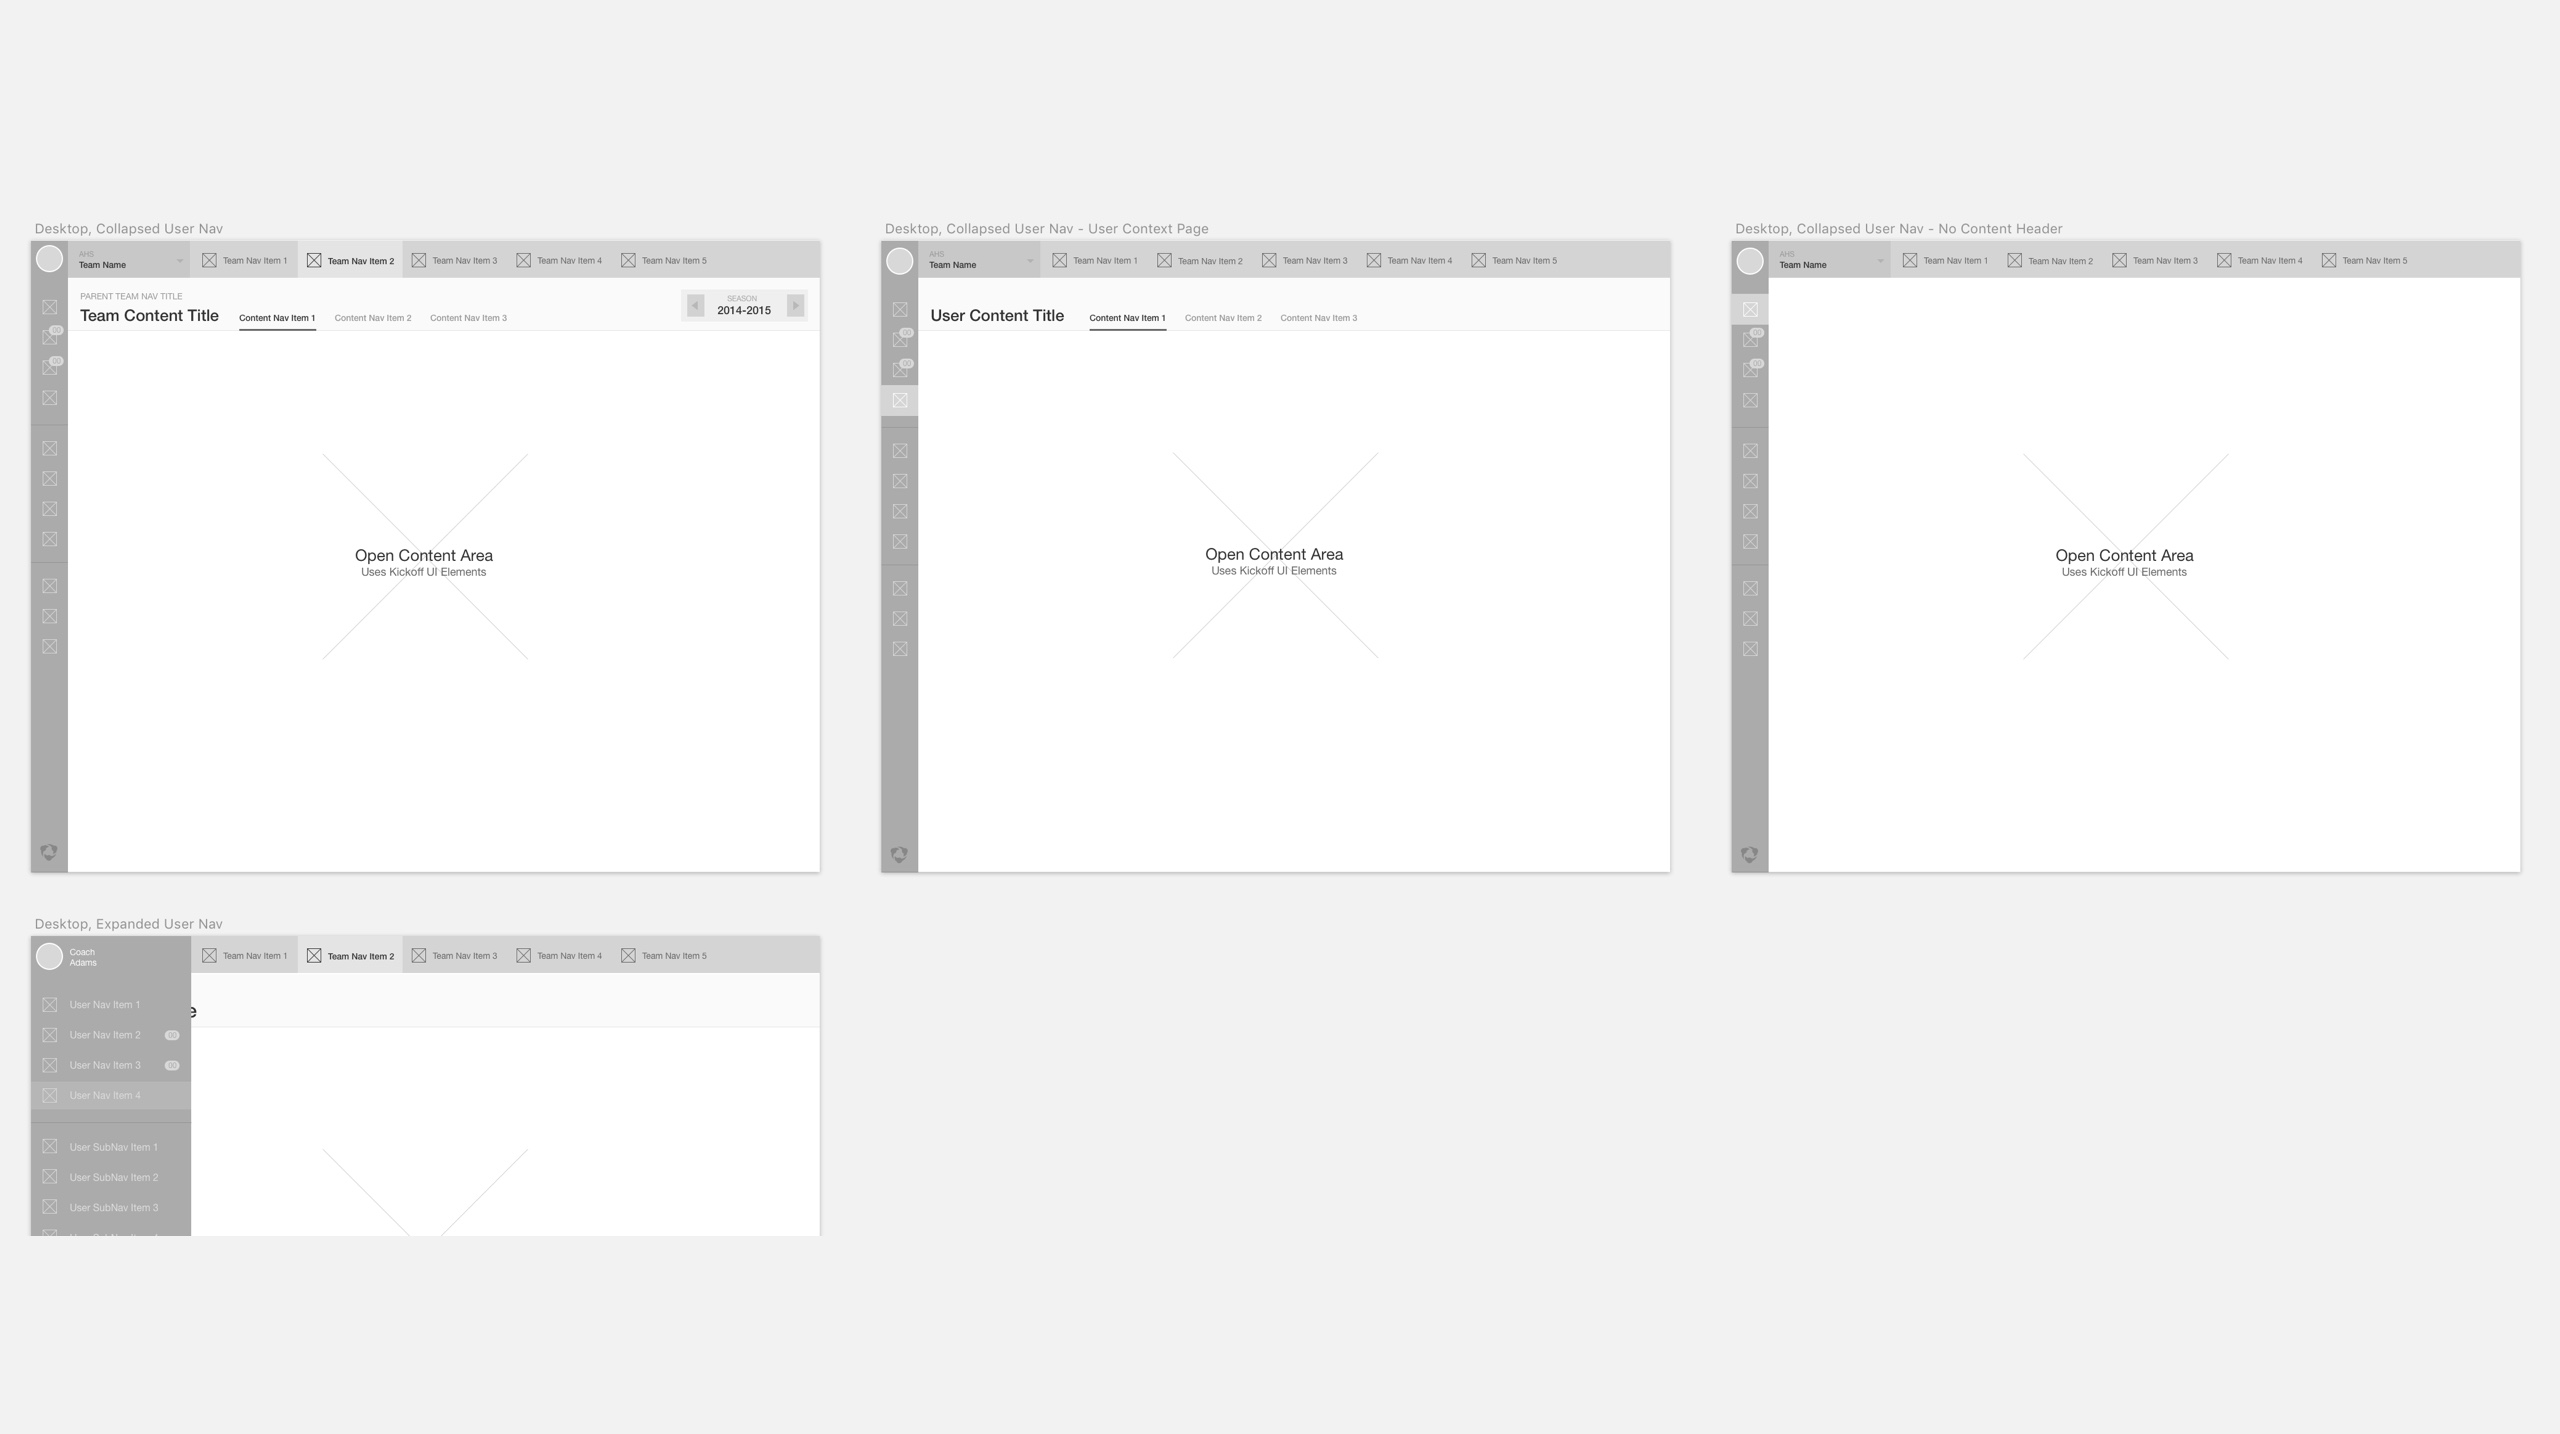 Desktop, Collapsed User Nav
AHS
Team Name
Team Nav Item 1
Team Nav Item 2
Team Nav Item 3
Team Nav Item 4
Team Nav Item 5
PARENT TEAM NAV TITLE
Team Content Title
Content Nav Item 1
Content Nav Item 2
Content Nav Item 3
SEASON
2014-2015
00
00
Open Content Area
Uses Kickoff UI Elements
Desktop, Collapsed User Nav - User Context Page
AHS
Team Name
Team Nav Item 1
Team Nav Item 2
Team Nav Item 3
Team Nav Item 4
Team Nav Item 5
User Content Title
Content Nav Item 1
Content Nav Item 2
Content Nav Item 3
00
00
Open Content Area
Uses Kickoff UI Elements
Desktop, Collapsed User Nav - No Content Header
AHS
Team Name
Team Nav Item 1
Team Nav Item 2
Team Nav Item 3
Team Nav Item 4
Team Nav Item 5
00
00
Open Content Area
Uses Kickoff UI Elements
Desktop, Expanded User Nav
Coach
Adams
Team Nav Item 1
Team Nav Item 2
Team Nav Item 3
Team Nav Item 4
Team Nav Item 5
e
User Nav Item 1
User Nav Item 2
00
User Nav Item 3
00
User Nav Item 4
User SubNav Item 1
User SubNav Item 2
User SubNav Item 3